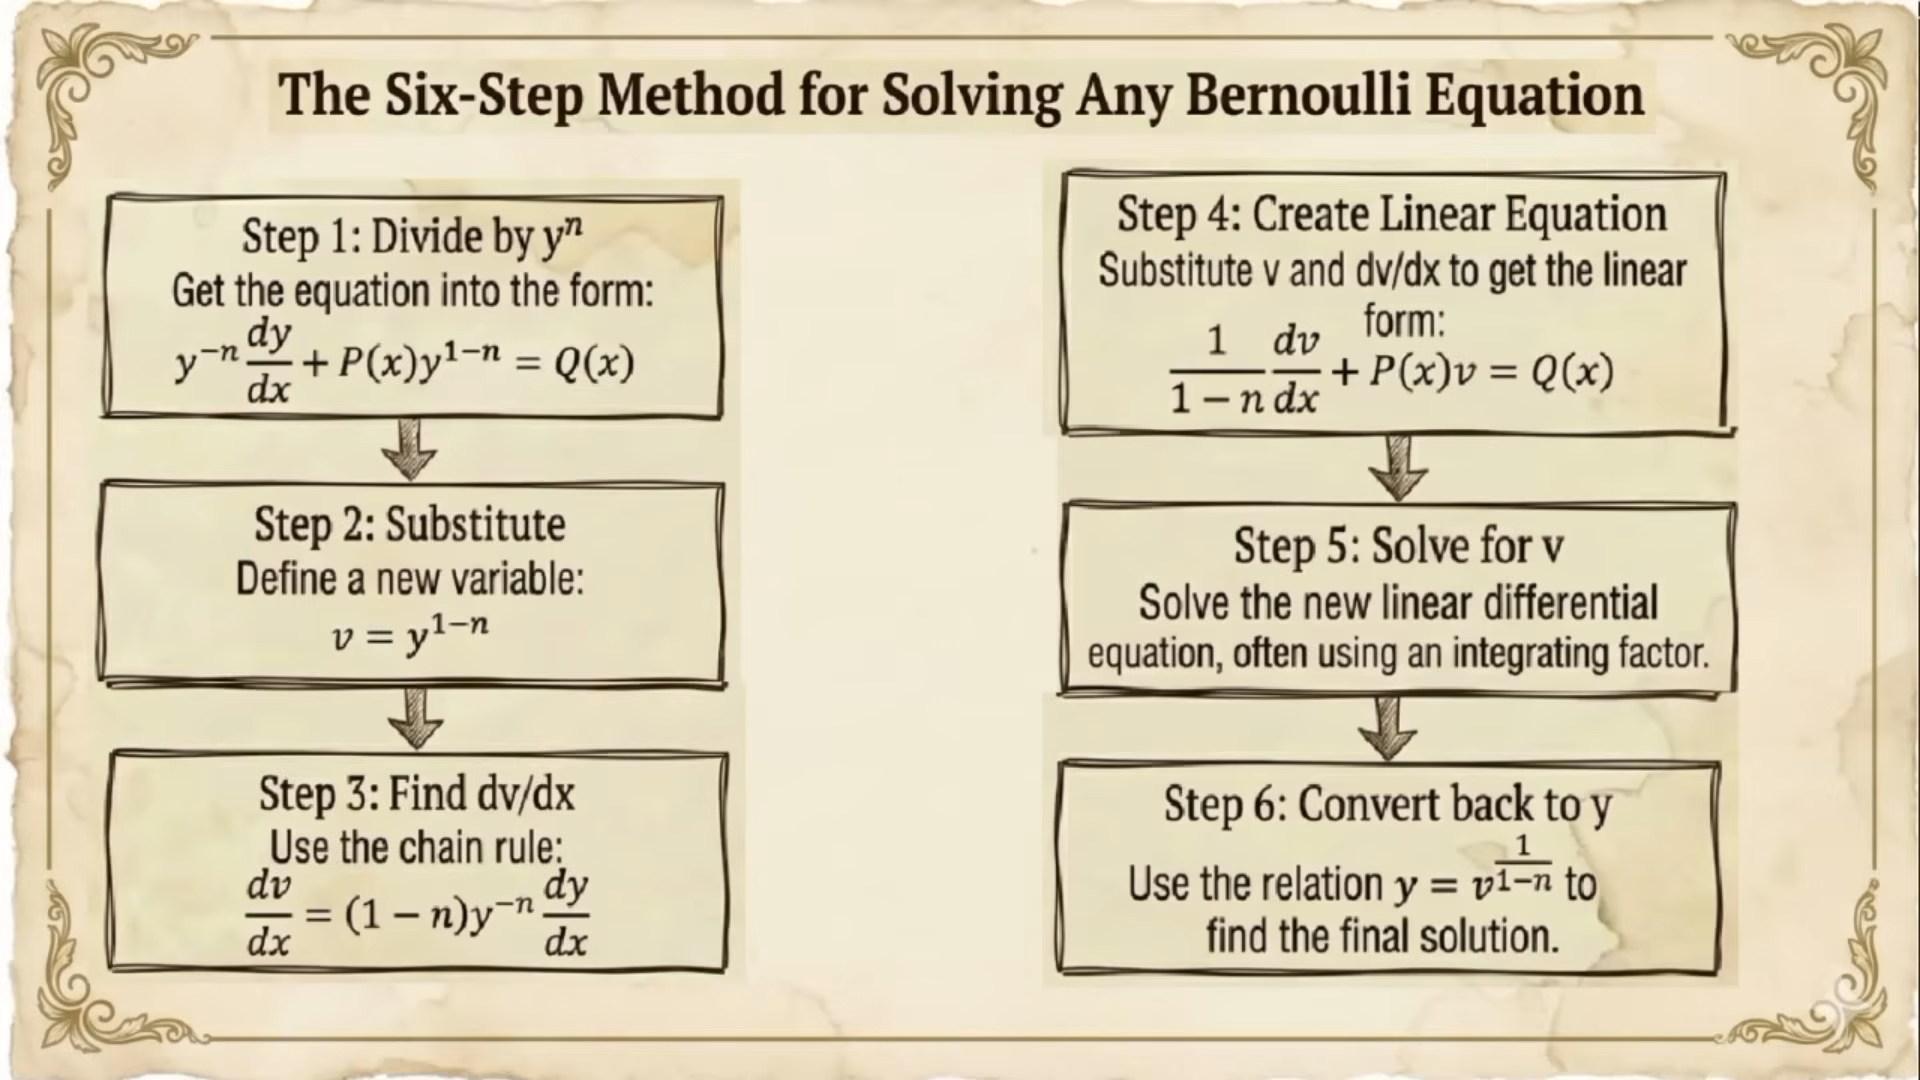 The Six-Step Method for Solving Any Bernoulli Equation
Step 1: Divide by yⁿ
Get the equation into the form:
y⁻ⁿ dy/dx + P(x)y¹⁻ⁿ = Q(x)
Step 2: Substitute
Define a new variable:
v = y¹⁻ⁿ
Step 3: Find dv/dx
Use the chain rule:
dv/dx = (1 − n)y⁻ⁿ dy/dx
Step 4: Create Linear Equation
Substitute v and dv/dx to get the linear
form:
1/(1 − n) dv/dx + P(x)v = Q(x)
Step 5: Solve for v
Solve the new linear differential
equation, often using an integrating factor.
Step 6: Convert back to y
Use the relation y = v^(1/(1−n)) to
find the final solution.